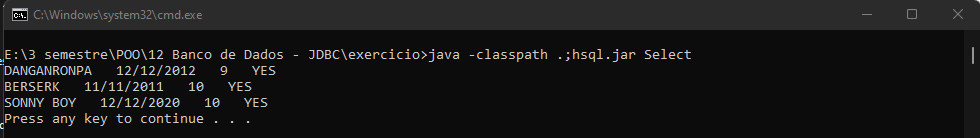 C:\Windows\system32\cmd.exe
E:\3 semestre\POO\12 Banco de Dados - JDBC\exercicio>java -classpath .;hsql.jar Select
DANGANRONPA   12/12/2012   9   YES
BERSERK   11/11/2011   10   YES
SONNY BOY   12/12/2020   10   YES
Press any key to continue . . .